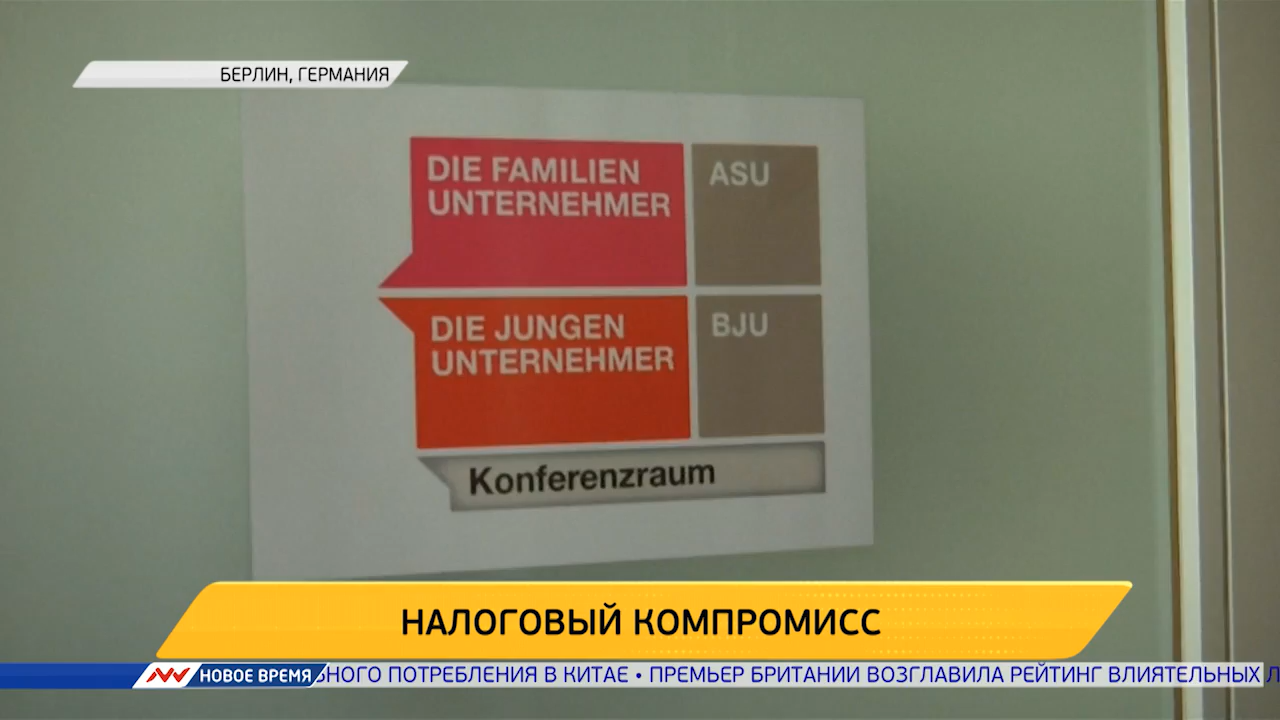 БЕРЛИН, ГЕРМАНИЯ
DIE FAMILIEN
UNTERNEHMER
ASU
DIE JUNGEN
UNTERNEHMER
BJU
Konferenzraum
НАЛОГОВЫЙ КОМПРОМИСС
НОВОЕ ВРЕМЯ
ПОТРЕБЛЕНИЯ В КИТАЕ • ПРЕМЬЕР БРИТАНИИ ВОЗГЛАВИЛА РЕЙТИНГ ВЛИЯТЕЛЬНЫХ